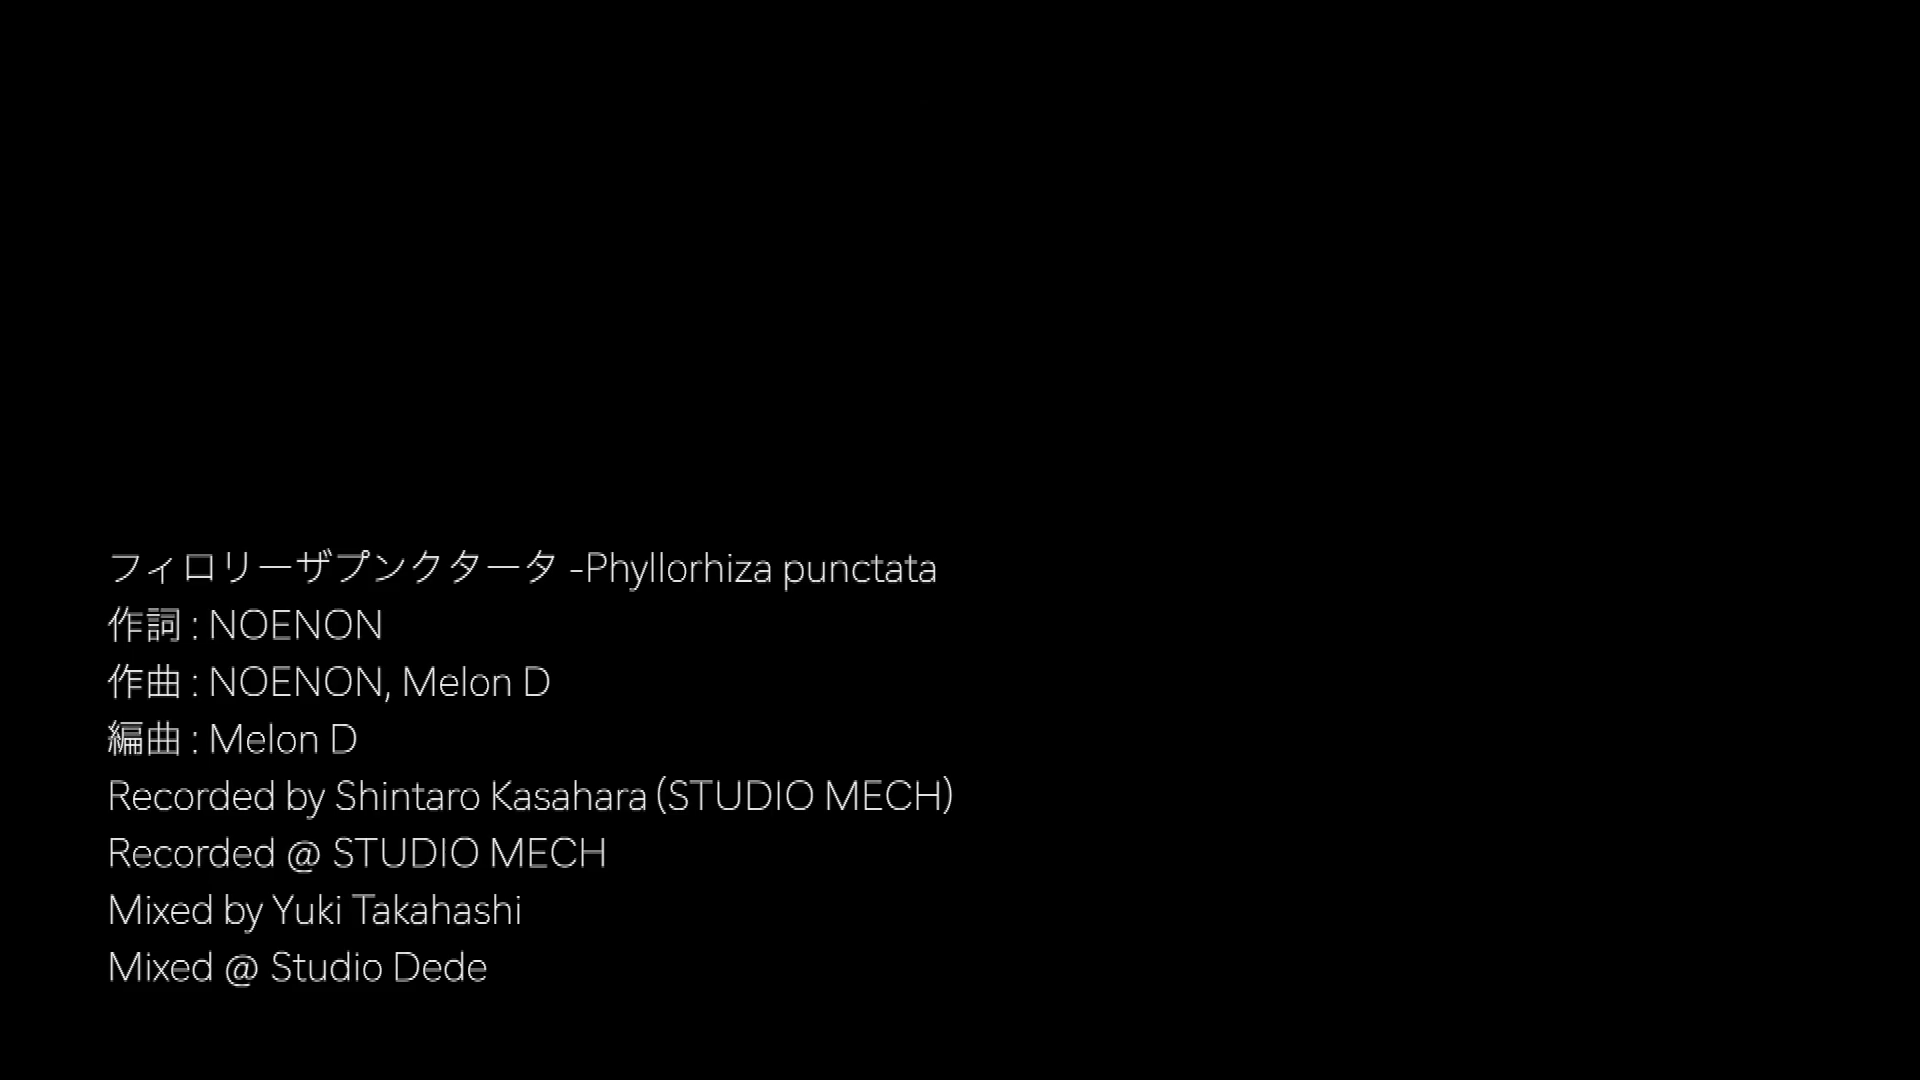 フィロリーザプンクタータ -Phyllorhiza punctata
作詞 : NOENON
作曲 : NOENON, Melon D
編曲 : Melon D
Recorded by Shintaro Kasahara (STUDIO MECH)
Recorded @ STUDIO MECH
Mixed by Yuki Takahashi
Mixed @ Studio Dede